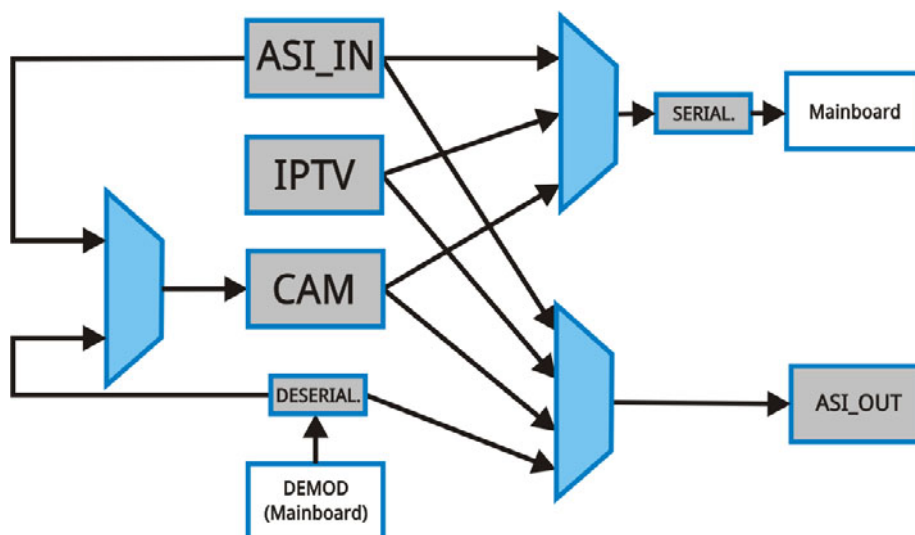 ASI_IN
SERIAL.
Mainboard
IPTV
CAM
DESERIAL.
ASI_OUT
DEMOD
(Mainboard)